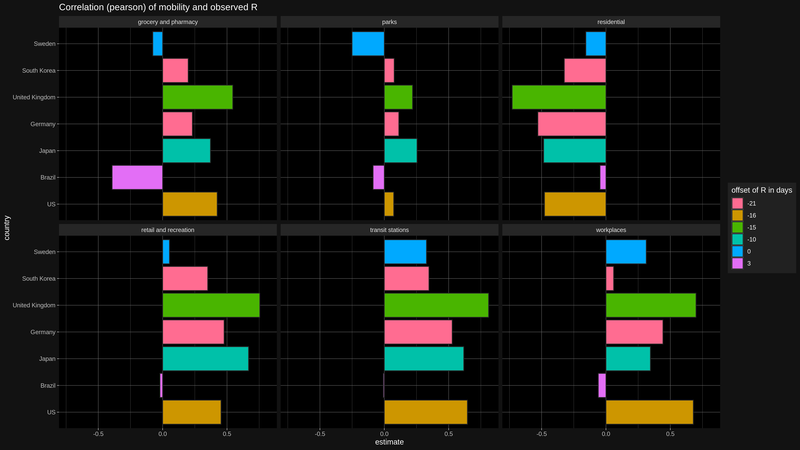 Correlation (pearson) of mobility and observed R
grocery and pharmacy
parks
residential
Sweden
South Korea
United Kingdom
Germany
Japan
Brazil
US
retail and recreation
transit stations
workplaces
Sweden
South Korea
United Kingdom
Germany
Japan
Brazil
US
-0.5 0.0 0.5
-0.5 0.0 0.5
-0.5 0.0 0.5
estimate
country
offset of R in days
-21
-16
-15
-10
0
3